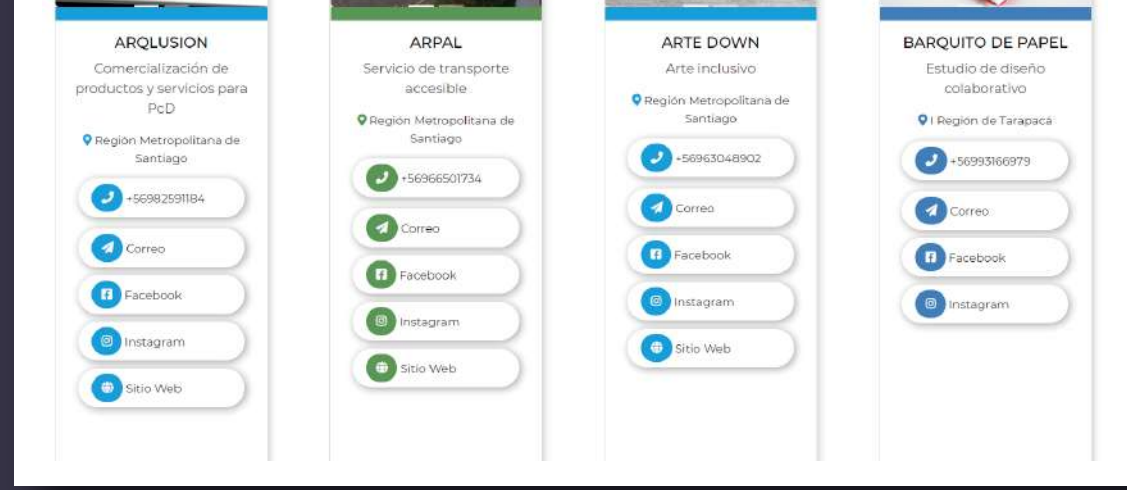 ARQLUSION
Comercialización de
productos y servicios para
PcD
Región Metropolitana de
Santiago
+56982591184
Correo
Facebook
Instagram
Sitio Web
ARPAL
Servicio de transporte
accesible
Región Metropolitana de
Santiago
+56966501734
Correo
Facebook
Instagram
Sitio Web
ARTE DOWN
Arte inclusivo
Región Metropolitana de
Santiago
+56963048902
Correo
Facebook
Instagram
Sitio Web
BARQUITO DE PAPEL
Estudio de diseño
colaborativo
I Región de Tarapacá
+56993166979
Correo
Facebook
Instagram